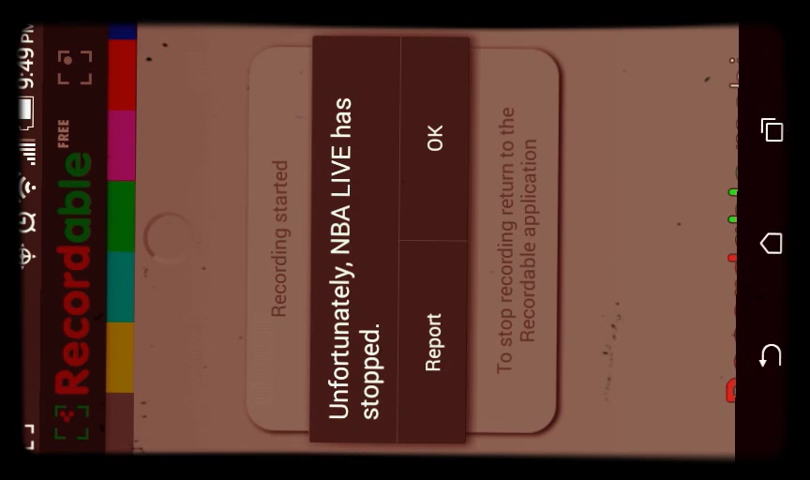 9:49
Recordable FREE
Recording started
Unfortunately, NBA LIVE has
stopped.
Report
OK
To stop recording return to the
Recordable application